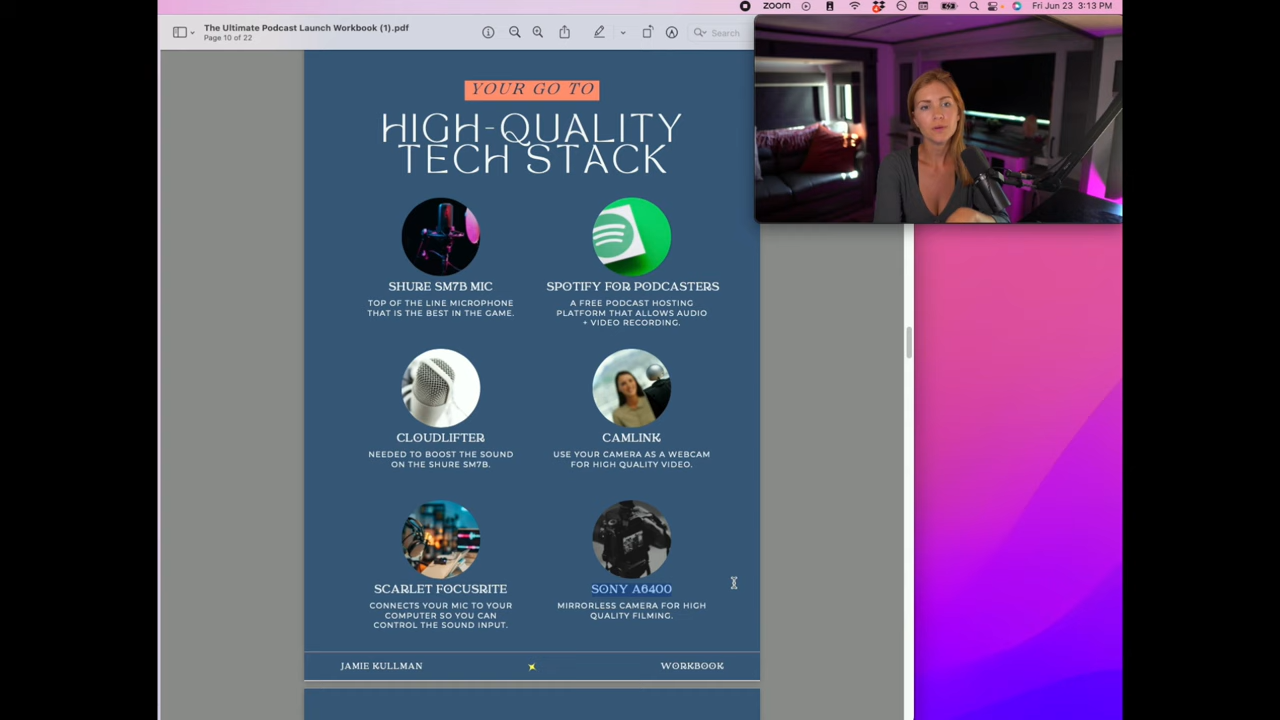 zoom
Fri Jun 23 3:13 PM
The Ultimate Podcast Launch Workbook (1).pdf
Page 10 of 22
Search
YOUR GO TO
HIGH-QUALITY
TECH STACK
SHURE SM7B MIC
TOP OF THE LINE MICROPHONE
THAT IS THE BEST IN THE GAME.
SPOTIFY FOR PODCASTERS
A FREE PODCAST HOSTING
PLATFORM THAT ALLOWS AUDIO
+ VIDEO RECORDING.
CLOUDLIFTER
NEEDED TO BOOST THE SOUND
ON THE SHURE SM7B.
CAMLINK
USE YOUR CAMERA AS A WEBCAM
FOR HIGH QUALITY VIDEO.
SCARLET FOCUSRITE
CONNECTS YOUR MIC TO YOUR
COMPUTER SO YOU CAN
CONTROL THE SOUND INPUT.
SONY A6400
MIRRORLESS CAMERA FOR HIGH
QUALITY FILMING.
JAMIE KULLMAN
WORKBOOK